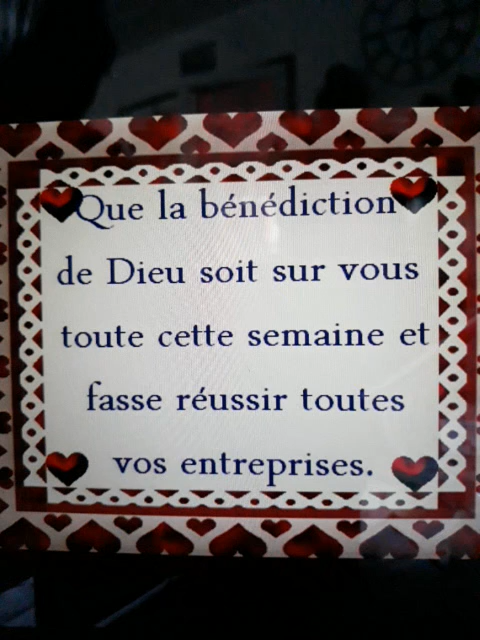 Que la bénédiction
de Dieu soit sur vous
toute cette semaine et
fasse réussir toutes
vos entreprises.